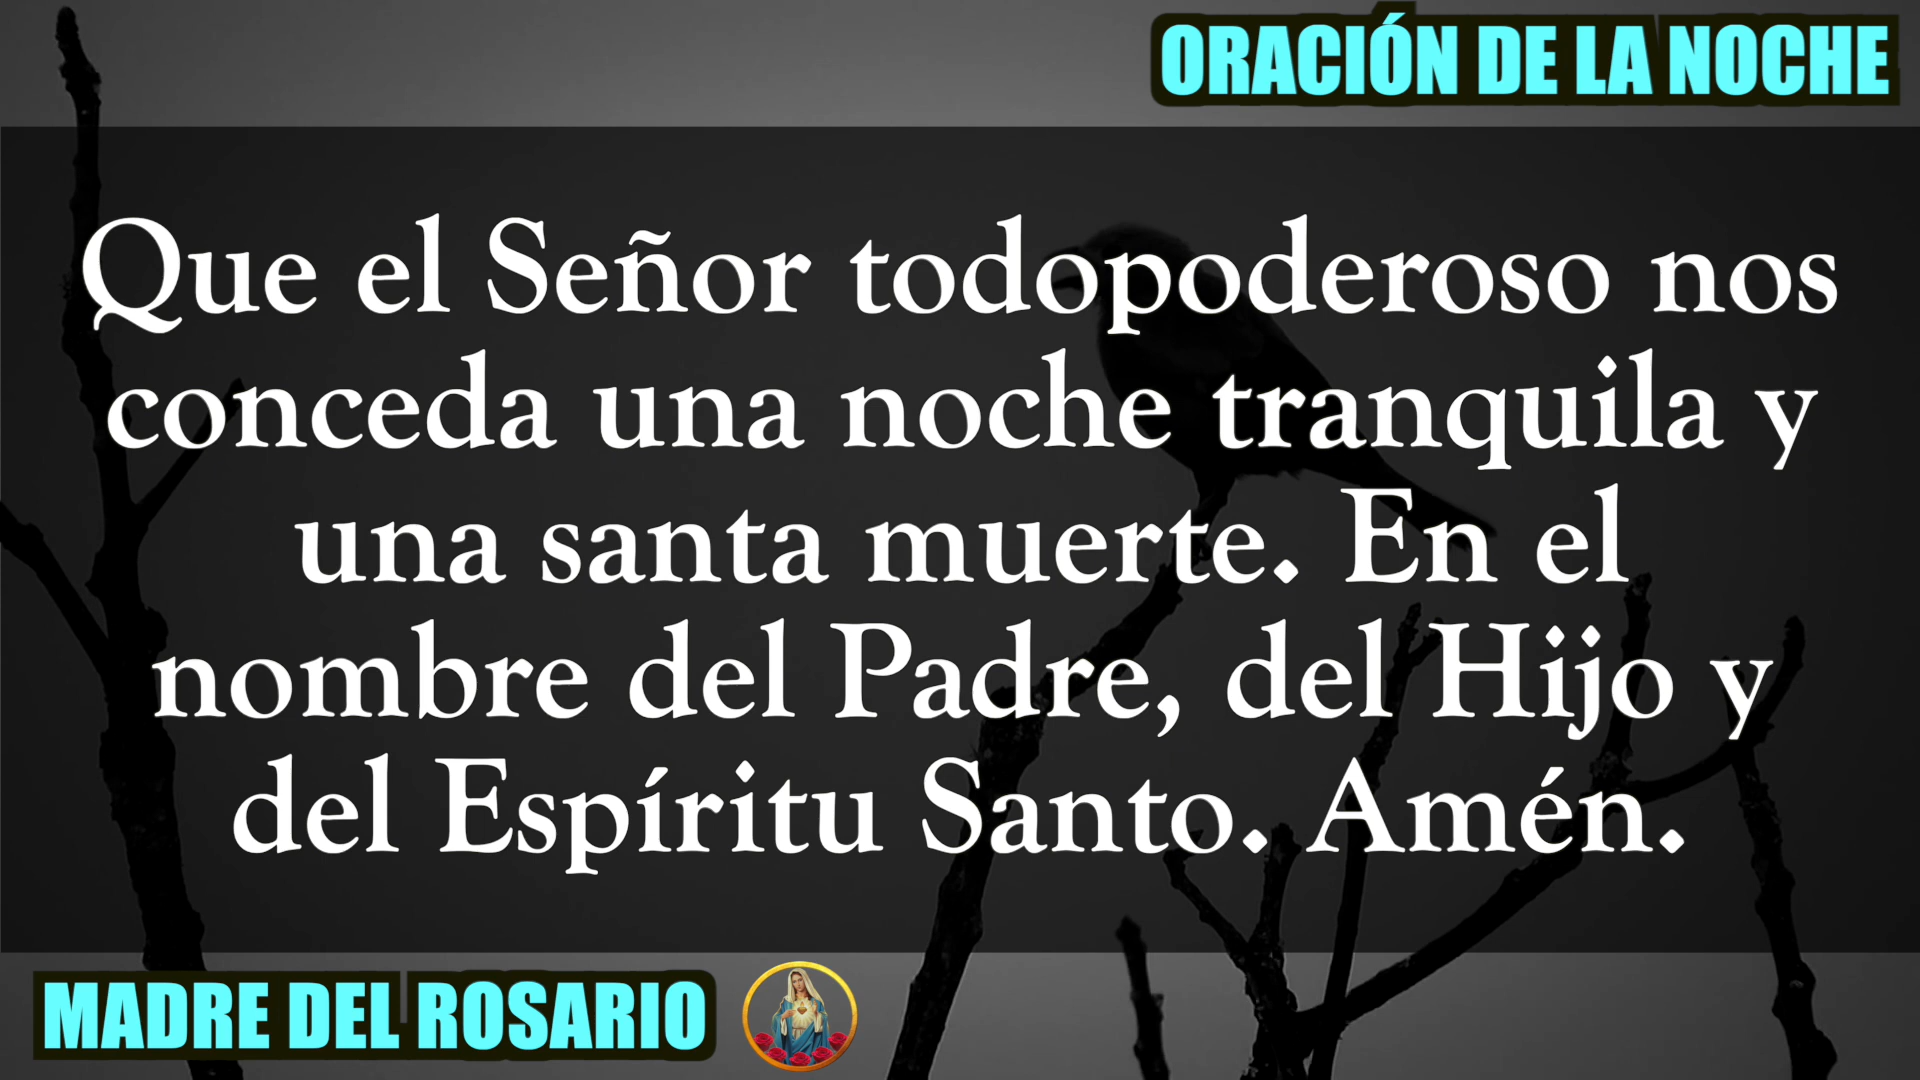 ORACIÓN DE LA NOCHE
Que el Señor todopoderoso nos
conceda una noche tranquila y
una santa muerte. En el
nombre del Padre, del Hijo y
del Espíritu Santo. Amén.
MADRE DEL ROSARIO